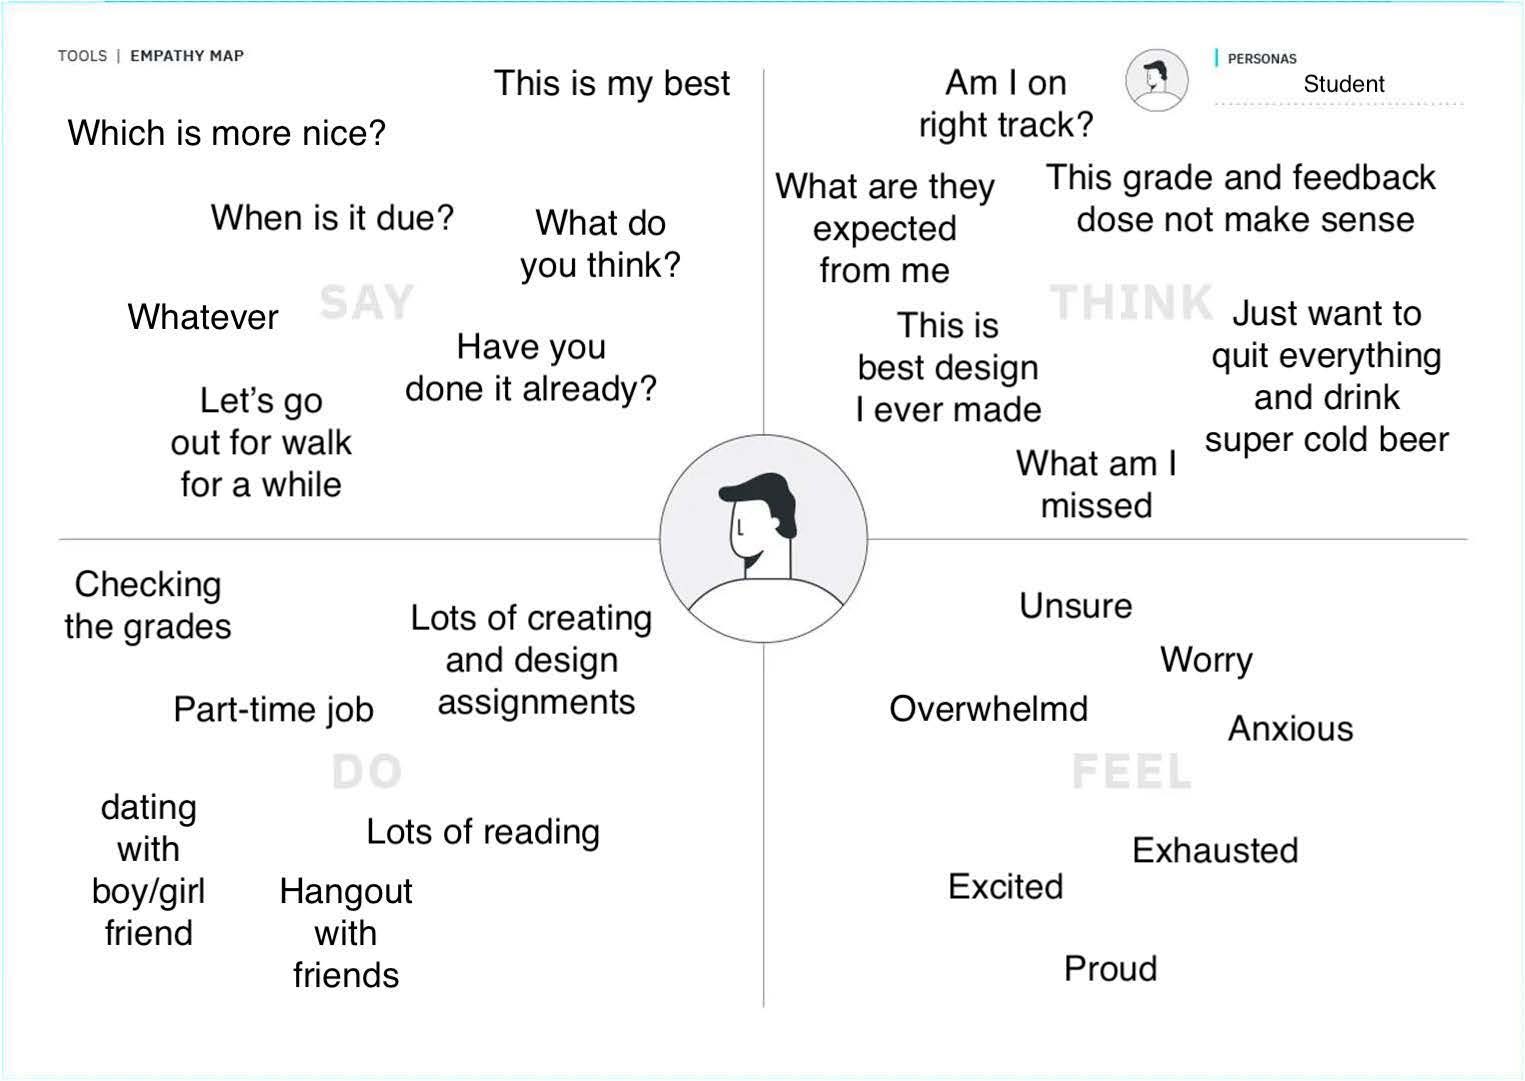 TOOLS | EMPATHY MAP
PERSONAS
Student
SAY
This is my best
Which is more nice?
When is it due?
What do
you think?
Whatever
Have you
done it already?
Let's go
out for walk
for a while
THINK
Am I on
right track?
What are they
expected
from me
This grade and feedback
dose not make sense
This is
best design
I ever made
Just want to
quit everything
and drink
super cold beer
What am I
missed
DO
Checking
the grades
Lots of creating
and design
assignments
Part-time job
dating
with
boy/girl
friend
Lots of reading
Hangout
with
friends
FEEL
Unsure
Worry
Overwhelmd
Anxious
Exhausted
Excited
Proud